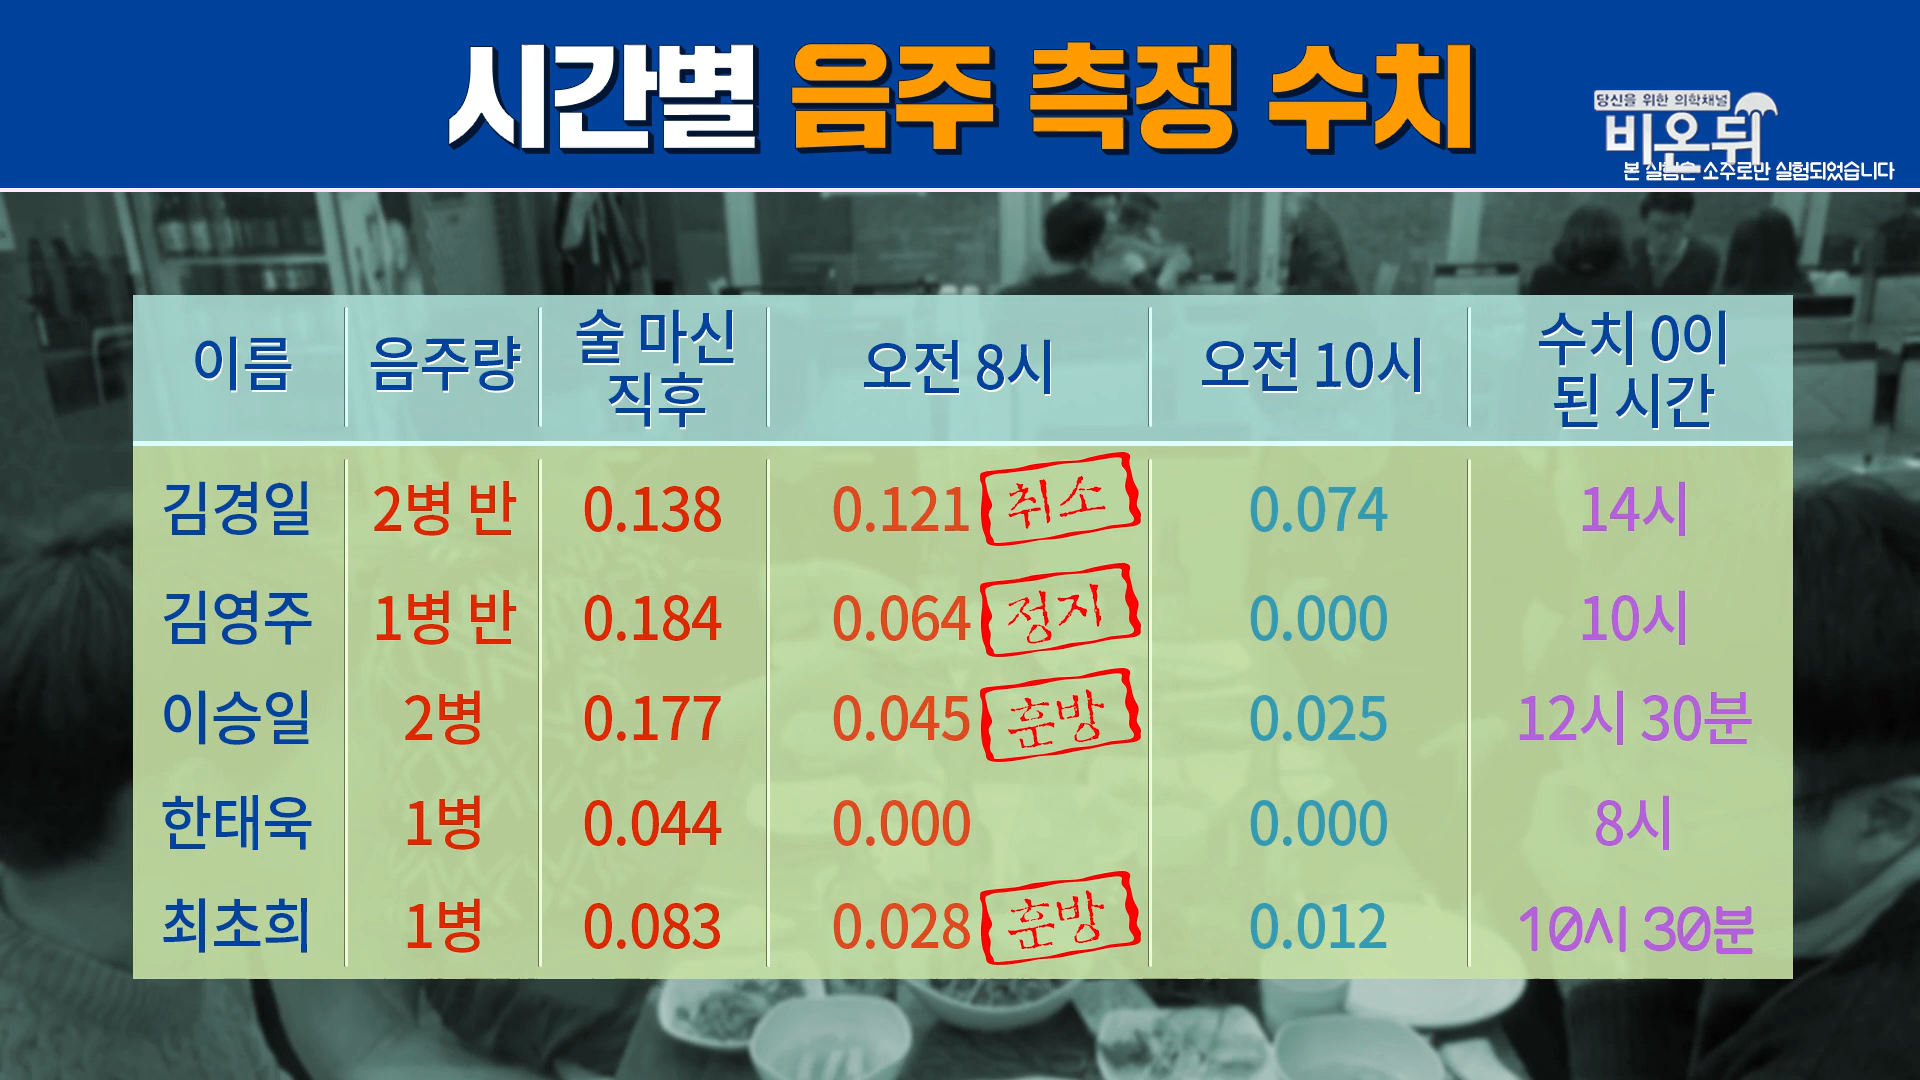 시간별 음주 측정 수치
당신을 위한 의학채널
비온뒤
본 실험은 소주로만 실험되었습니다
이름 음주량 술 마신 직후 오전 8시 오전 10시 수치 0이 된 시간
김경일 2병 반 0.138 0.121 취소 0.074 14시
김영주 1병 반 0.184 0.064 정지 0.000 10시
이승일 2병 0.177 0.045 훈방 0.025 12시 30분
한태욱 1병 0.044 0.000 0.000 8시
최초희 1병 0.083 0.028 훈방 0.012 10시 30분